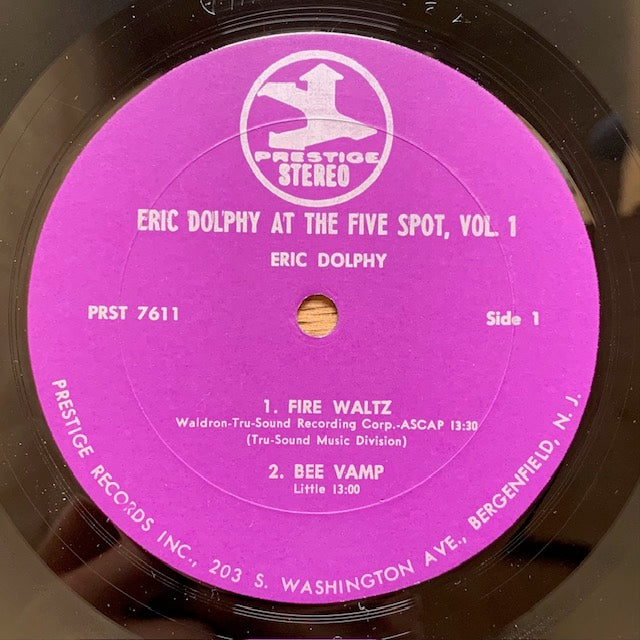 PRESTIGE
STEREO
ERIC DOLPHY AT THE FIVE SPOT, VOL. 1
ERIC DOLPHY
PRST 7611
Side 1
1. FIRE WALTZ
Waldron-Tru-Sound Recording Corp.-ASCAP 13:30
(Tru-Sound Music Division)
2. BEE VAMP
Little 13:00
PRESTIGE RECORDS INC., 203 S. WASHINGTON AVE., BERGENFIELD, N. J.